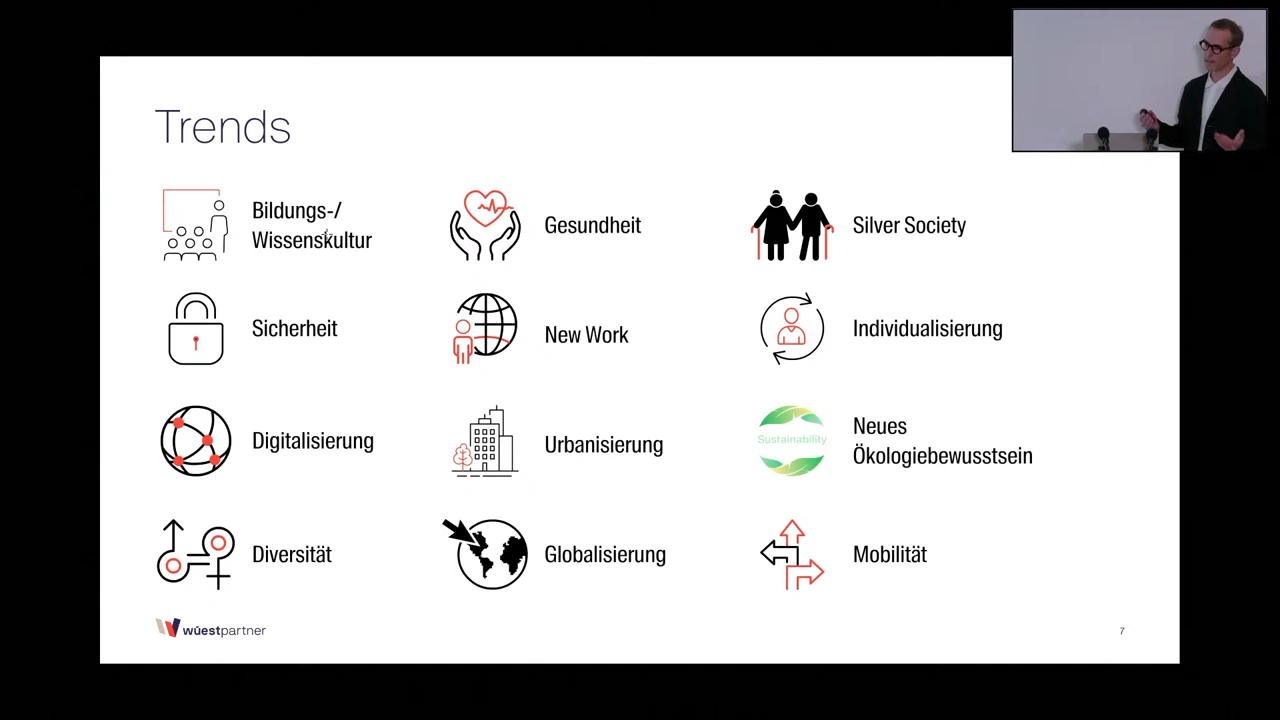 Trends
Bildungs-/
Wissenskultur
Gesundheit
Silver Society
Sicherheit
New Work
Individualisierung
Digitalisierung
Urbanisierung
Sustainability
Neues
Ökologiebewusstsein
Diversität
Globalisierung
Mobilität
wüestpartner
7